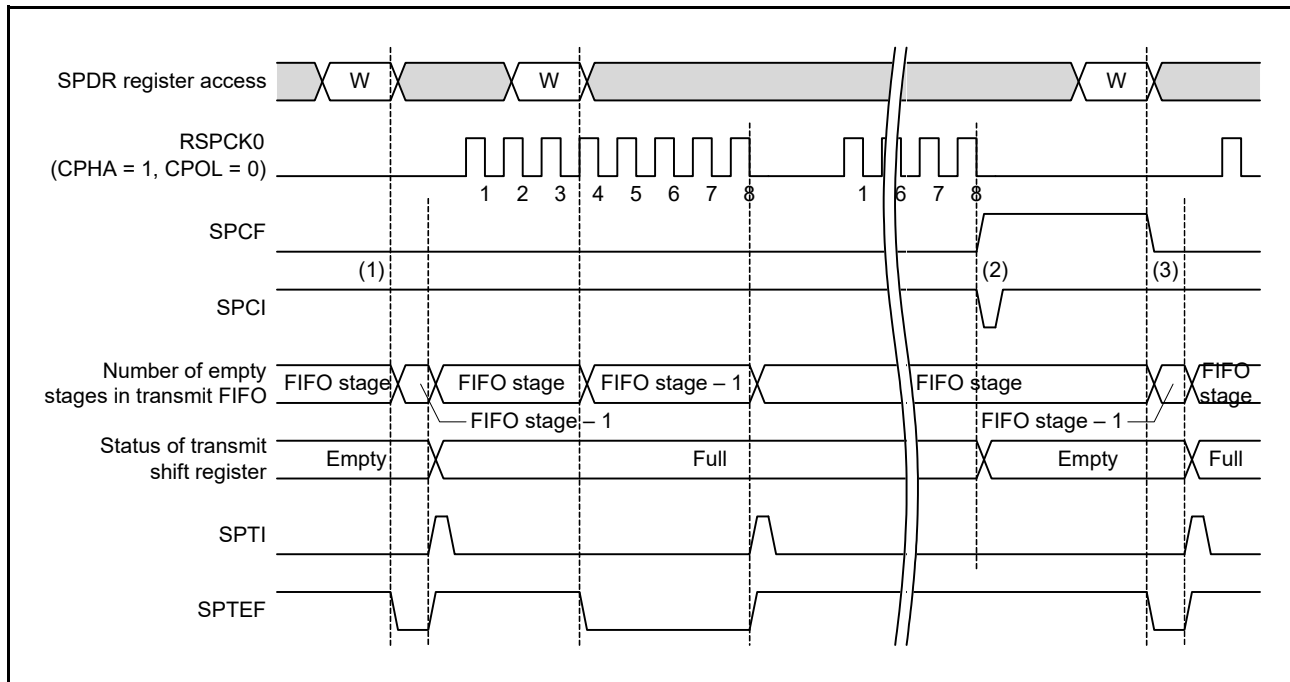 SPDR register access
W
W
W
RSPCK0
(CPHA = 1, CPOL = 0)
1 2 3 4 5 6 7 8 1 6 7 8
SPCF
(1) (2) (3)
SPCI
Number of empty
stages in transmit FIFO
FIFO stage
FIFO stage
FIFO stage – 1
FIFO stage
FIFO
stage
FIFO stage – 1
FIFO stage – 1
Status of transmit
shift register
Empty
Full
Empty
Full
SPTI
SPTEF